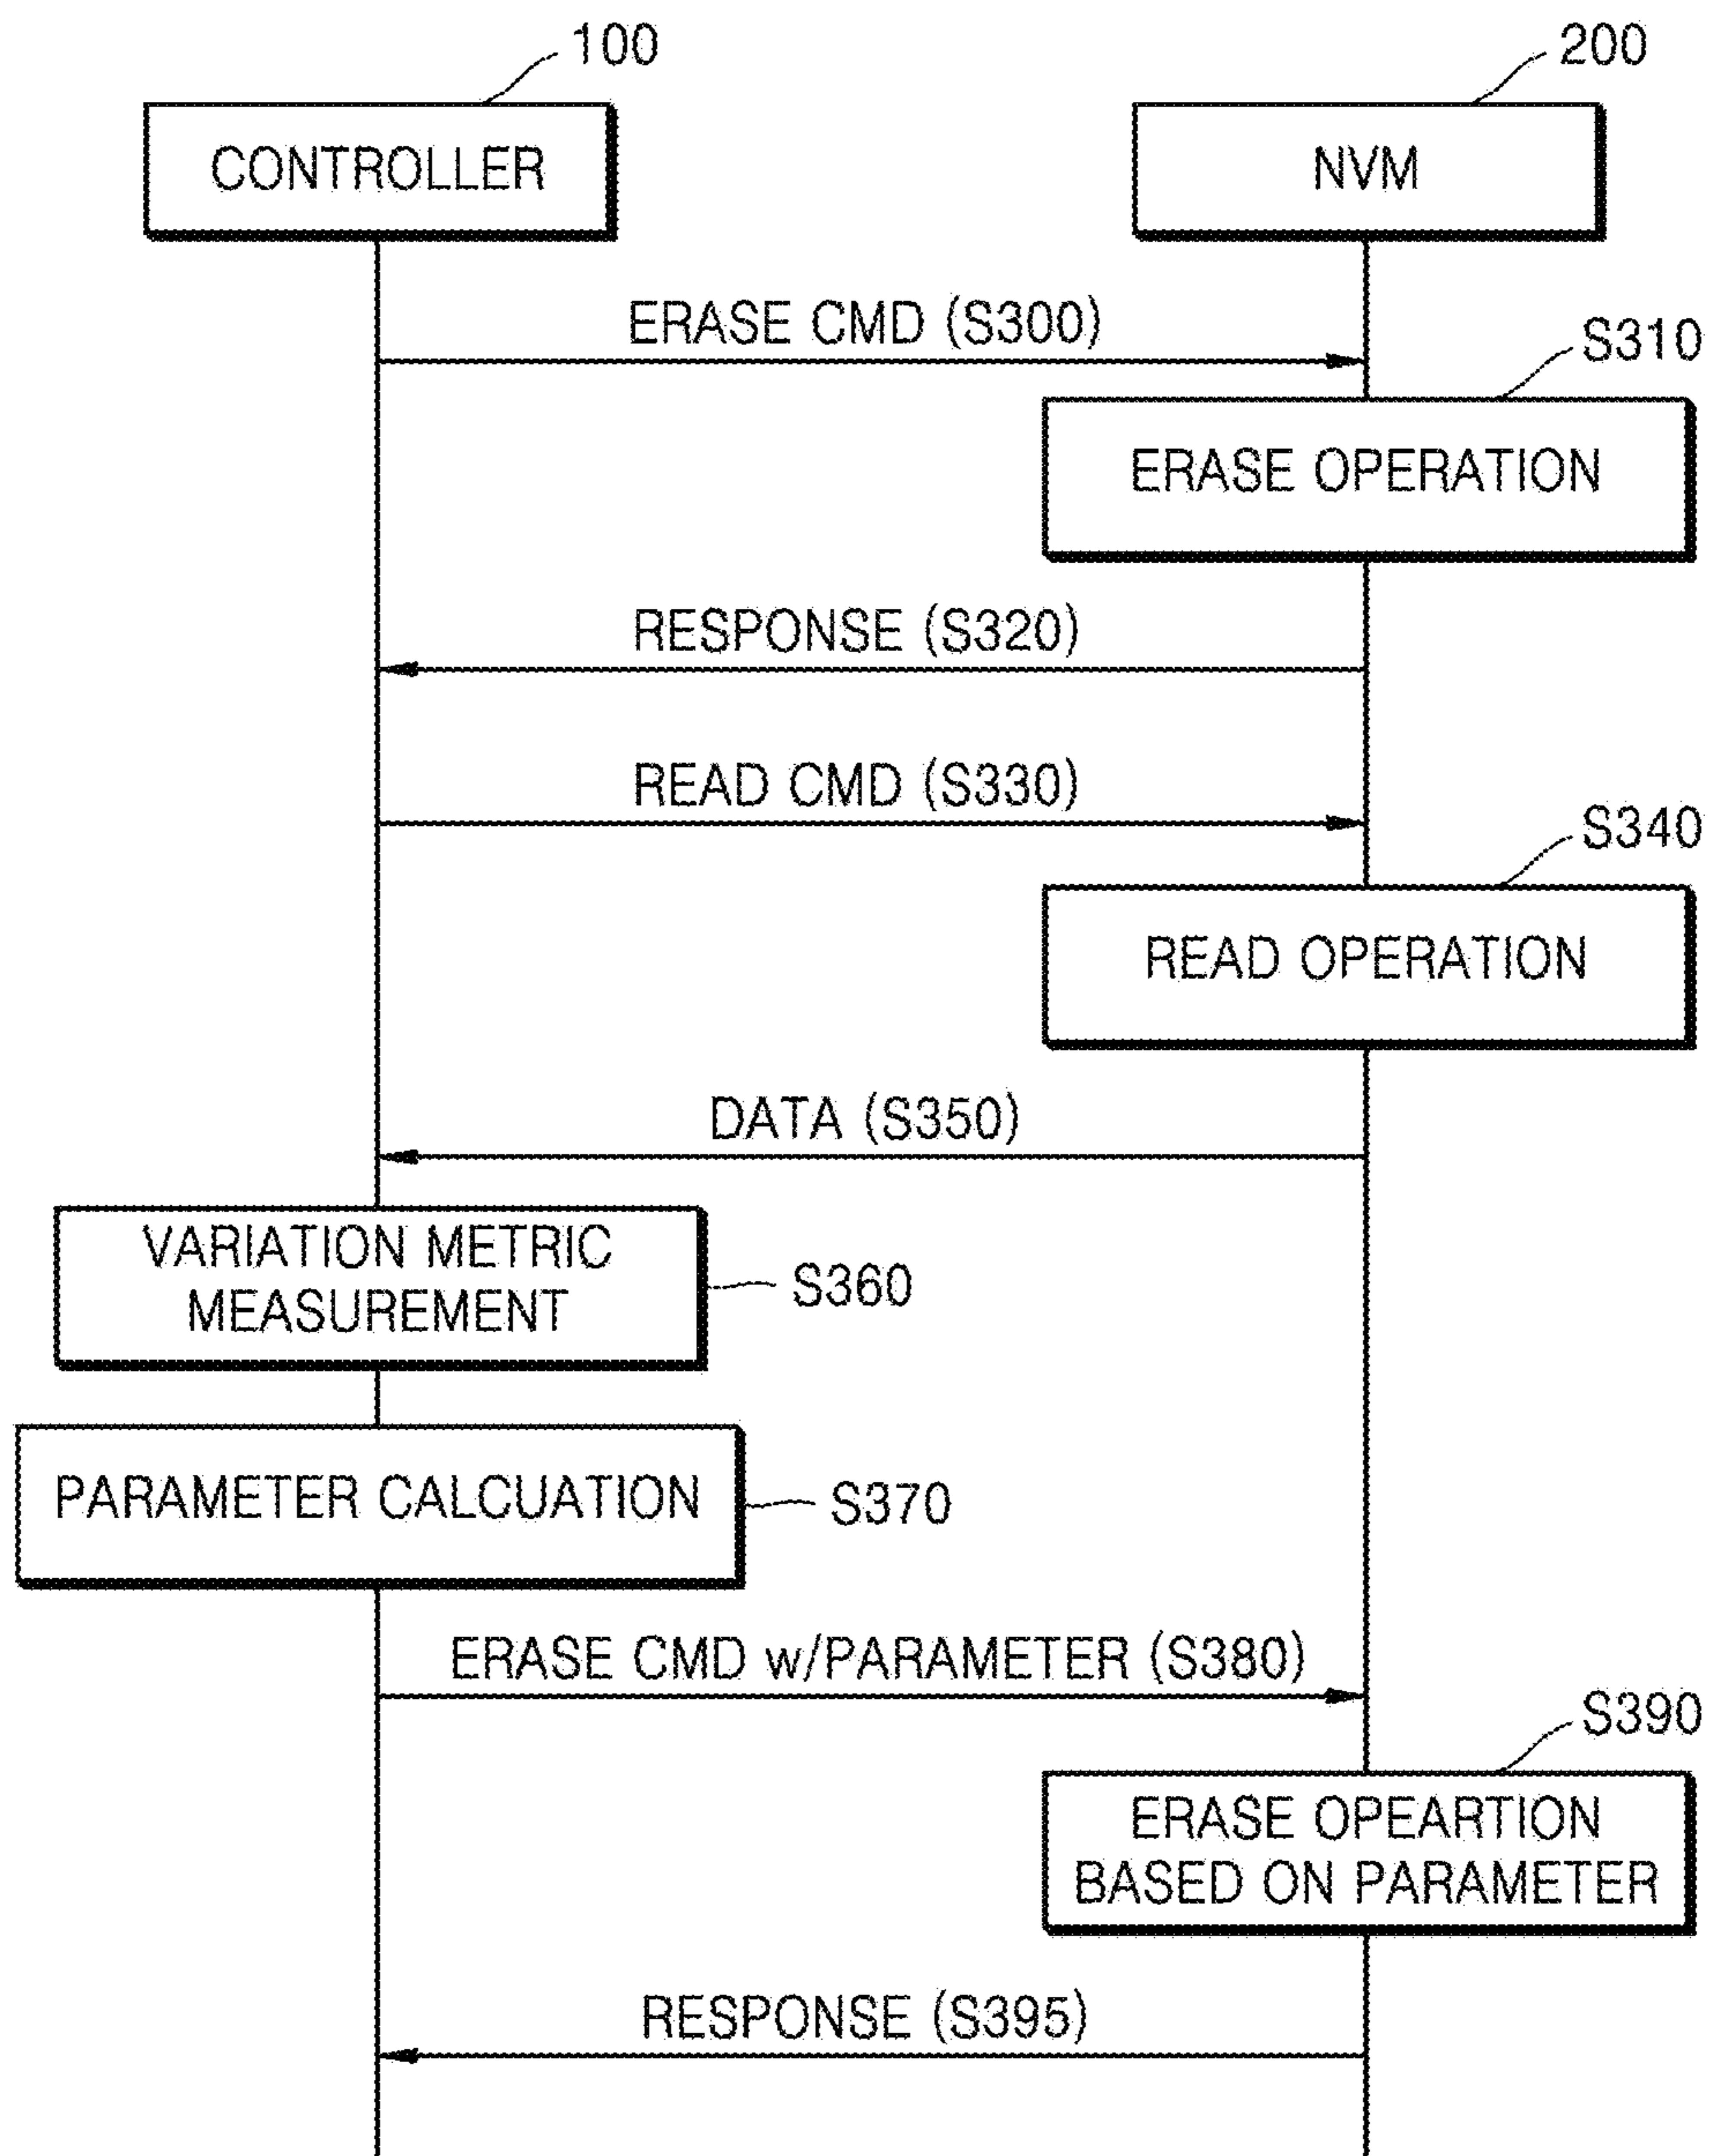 100
200
CONTROLLER
NVM
ERASE CMD (S300)
S310
ERASE OPERATION
RESPONSE (S320)
READ CMD (S330)
S340
READ OPERATION
DATA (S350)
VARIATION METRIC
MEASUREMENT
S360
PARAMETER CALCUATION
S370
ERASE CMD w/PARAMETER (S380)
S390
ERASE OPEARTION
BASED ON PARAMETER
RESPONSE (S395)